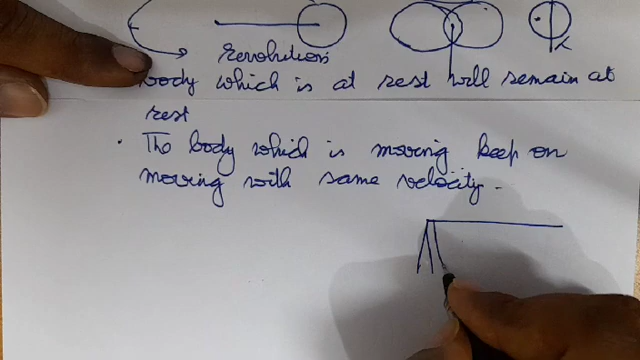 revolution
body which is at rest will remain at
rest
. The body which is moving keep on
moving with same velocity.